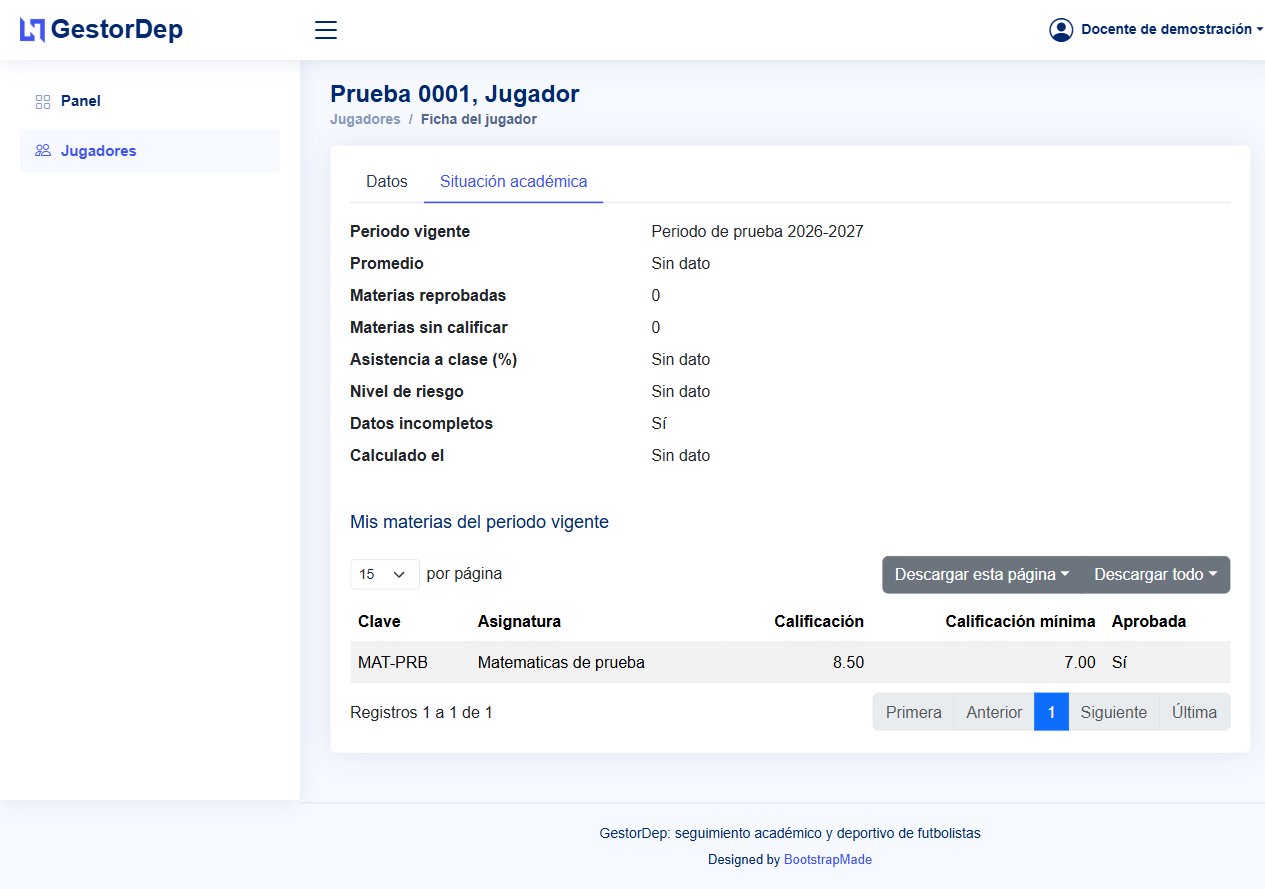 GestorDep
Docente de demostración
Panel
Jugadores
Prueba 0001, Jugador
Jugadores / Ficha del jugador
Datos Situación académica
Periodo vigente Periodo de prueba 2026-2027
Promedio Sin dato
Materias reprobadas 0
Materias sin calificar 0
Asistencia a clase (%) Sin dato
Nivel de riesgo Sin dato
Datos incompletos Sí
Calculado el Sin dato
Mis materias del periodo vigente
15 por página Descargar esta página Descargar todo
Clave Asignatura Calificación Calificación mínima Aprobada
MAT-PRB Matematicas de prueba 8.50 7.00 Sí
Registros 1 a 1 de 1 Primera Anterior 1 Siguiente Última
GestorDep: seguimiento académico y deportivo de futbolistas
Designed by BootstrapMade